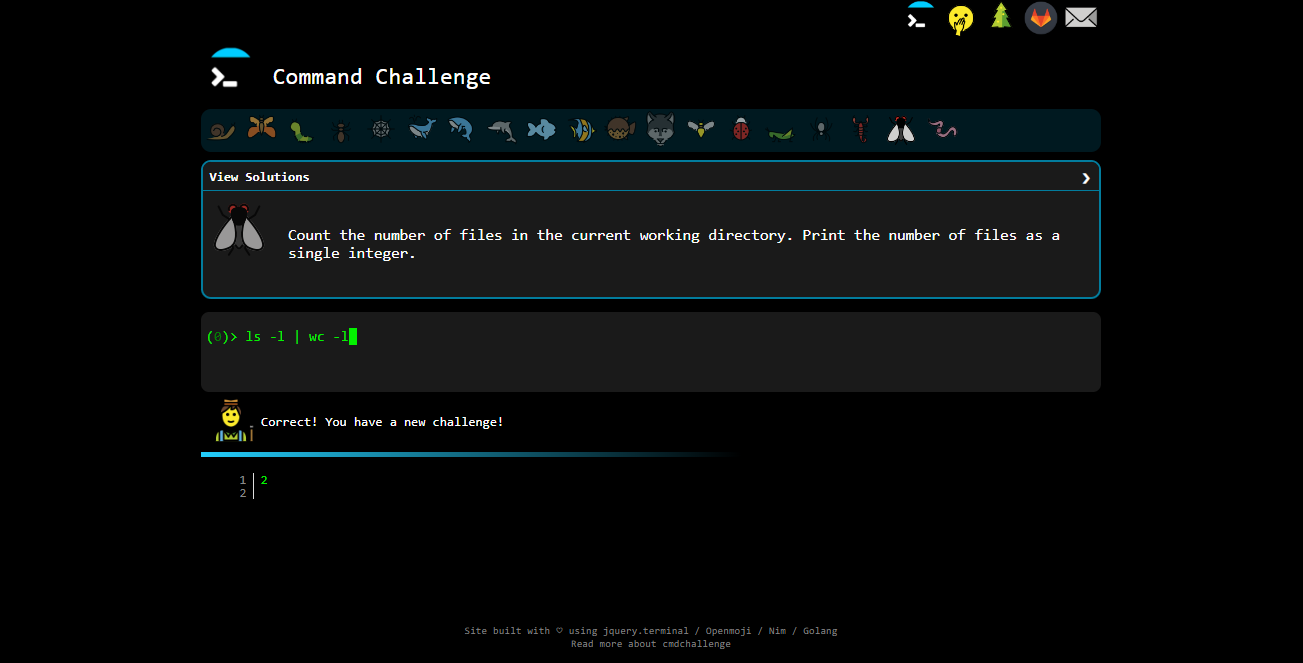 Command Challenge
View Solutions
Count the number of files in the current working directory. Print the number of files as a
single integer.
(0)> ls -l | wc -l
Correct! You have a new challenge!
1 2
2
Site built with ♡ using jquery.terminal / Openmoji / Nim / Golang
Read more about cmdchallenge